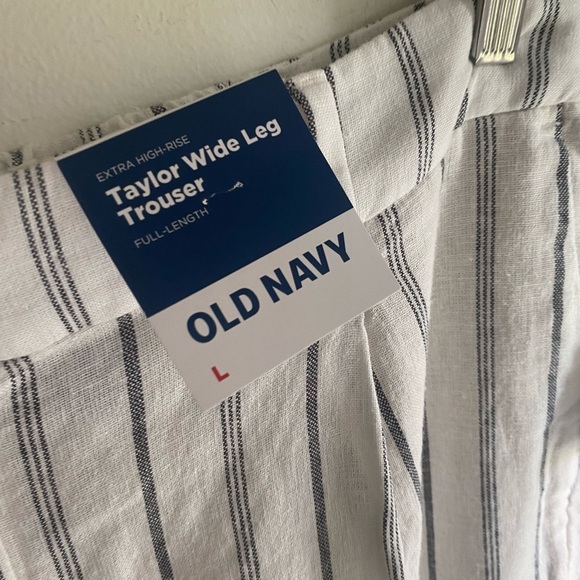 EXTRA HIGH-RISE
Taylor Wide Leg
Trouser
FULL-LENGTH
OLD NAVY
L